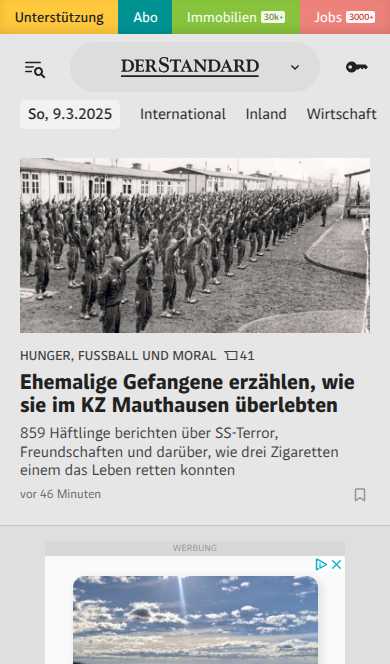 Unterstützung Abo Immobilien 30k+ Jobs 3000+
DERSTANDARD
So, 9.3.2025 International Inland Wirtschaft
HUNGER, FUSSBALL UND MORAL 41
Ehemalige Gefangene erzählen, wie
sie im KZ Mauthausen überlebten
859 Häftlinge berichten über SS-Terror,
Freundschaften und darüber, wie drei Zigaretten
einem das Leben retten konnten
vor 46 Minuten
WERBUNG